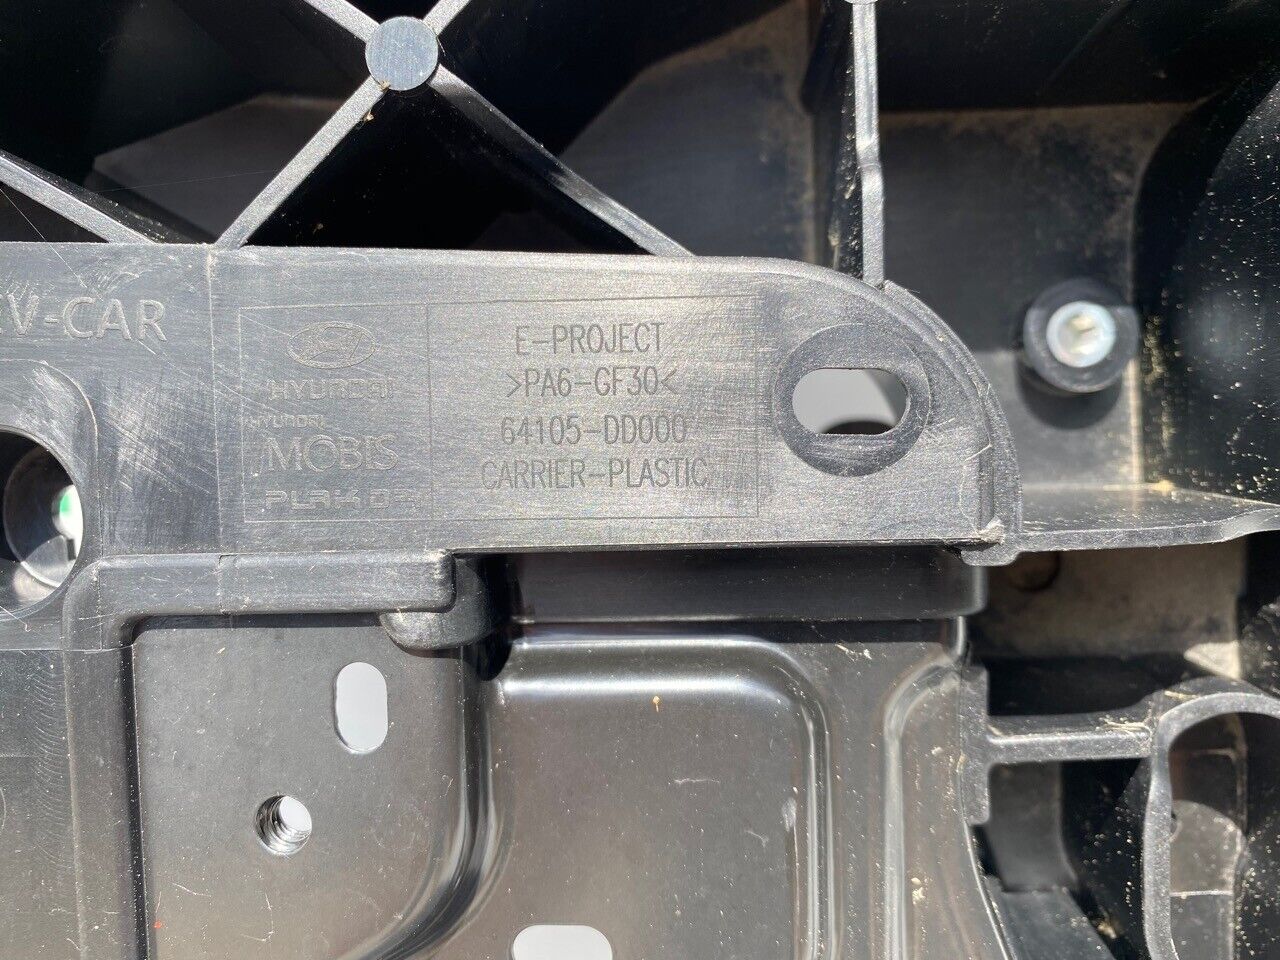 V-CAR
HYUNDAI
HYUNDAI
MOBIS
E-PROJECT
>PA6-GF30<
64105-DD000
CARRIER-PLASTIC